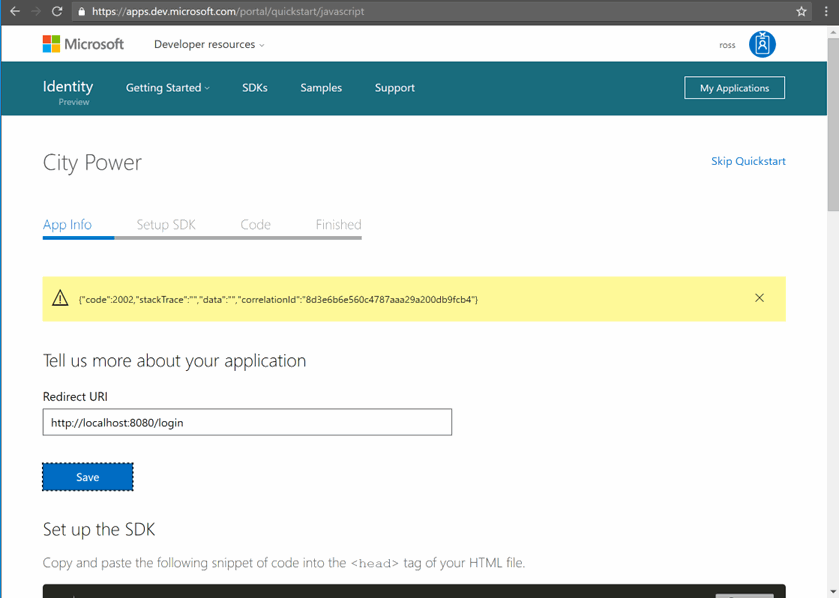 https://apps.dev.microsoft.com/portal/quickstart/javascript
Microsoft Developer resources ross
Identity Getting Started SDKs Samples Support My Applications
Preview
City Power Skip Quickstart
App Info Setup SDK Code Finished
{"code":2002,"stackTrace":"","data":"","correlationId":"8d3e6b6e560c4787aaa29a200db9fcb4"}
Tell us more about your application
Redirect URI
http://localhost:8080/login
Save
Set up the SDK
Copy and paste the following snippet of code into the <head> tag of your HTML file.